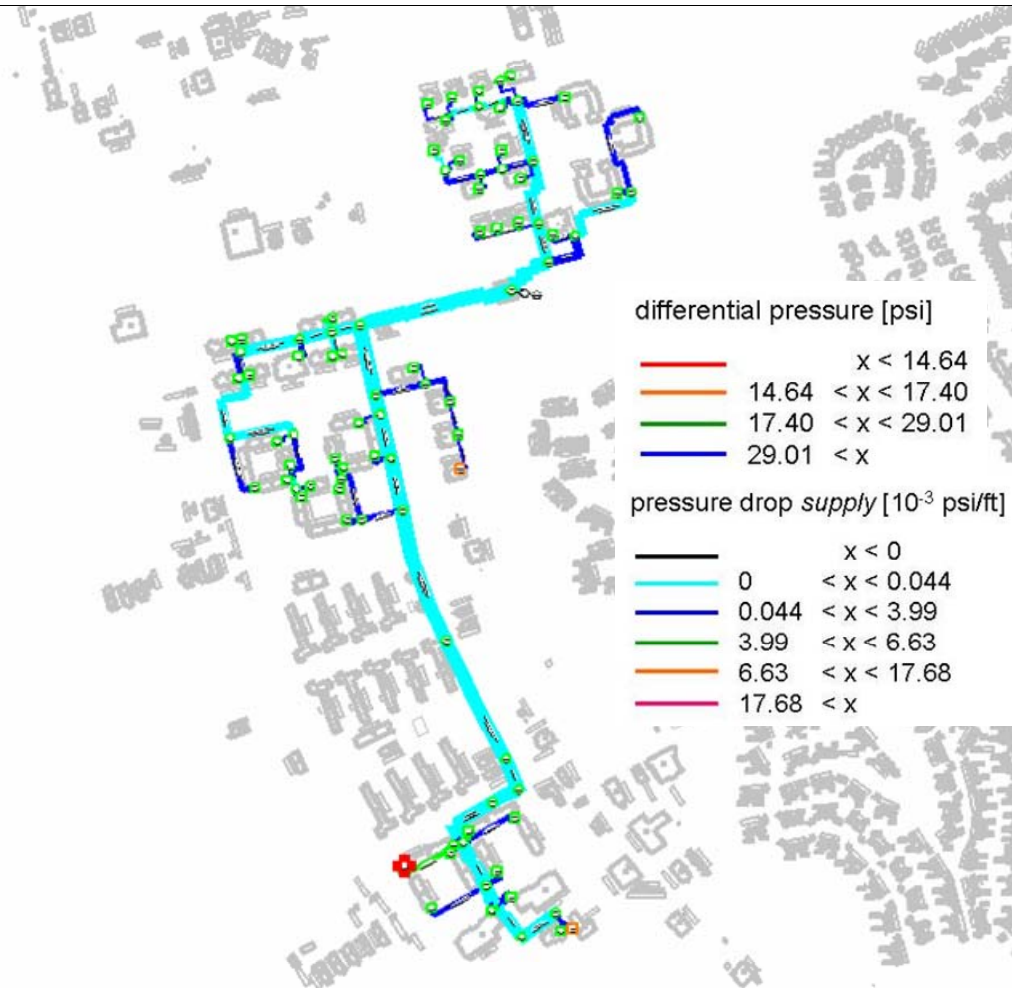 differential pressure [psi]
x < 14.64
14.64 < x < 17.40
17.40 < x < 29.01
29.01 < x
pressure drop supply [10⁻³ psi/ft]
x < 0
0 < x < 0.044
0.044 < x < 3.99
3.99 < x < 6.63
6.63 < x < 17.68
17.68 < x